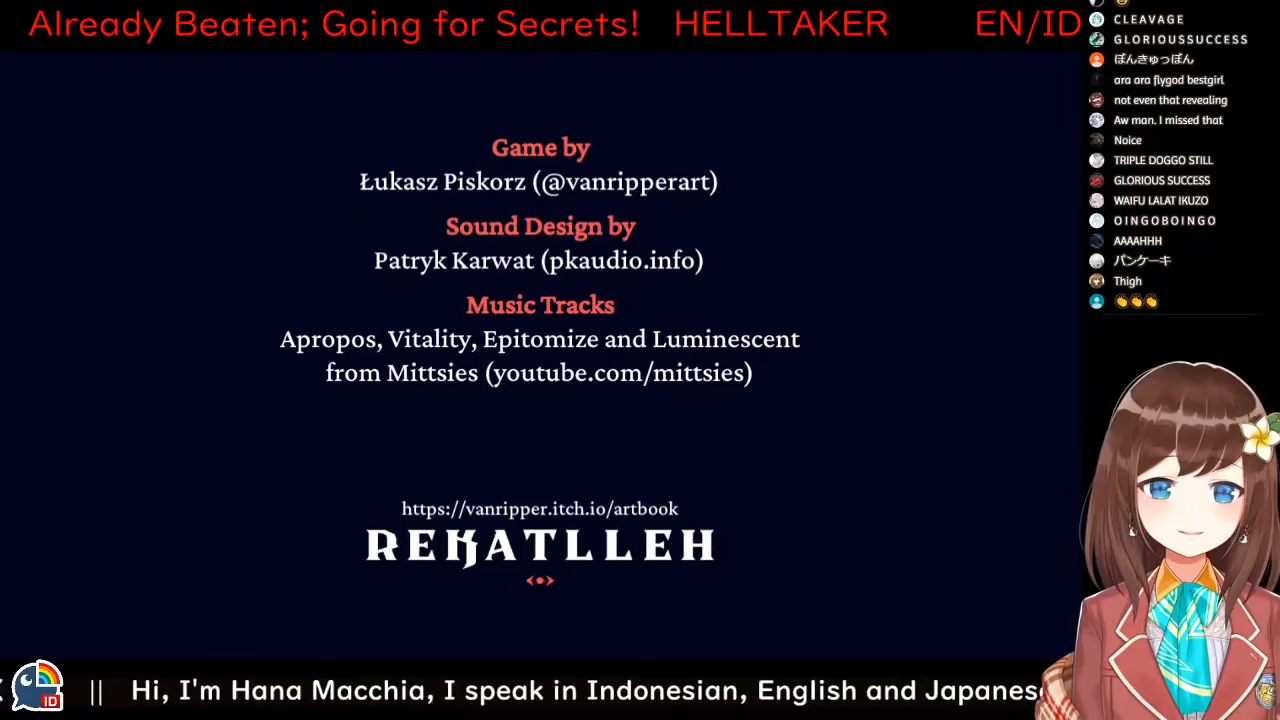 Already Beaten; Going for Secrets! HELLTAKER EN/ID
CLEAVAGE
GLORIOUSSUCCESS
ぼんきゅっぼん
ara ara flygod bestgirl
not even that revealing
Aw man. I missed that
Noice
TRIPLE DOGGO STILL
GLORIOUS SUCCESS
WAIFU LALAT IKUZO
OINGOBOINGO
AAAAHHH
パンケーキ
Thigh
Game by
Łukasz Piskorz (@vanripperart)
Sound Design by
Patryk Karwat (pkaudio.info)
Music Tracks
Apropos, Vitality, Epitomize and Luminescent
from Mittsies (youtube.com/mittsies)
https://vanripper.itch.io/artbook
REKATLLEH
|| Hi, I'm Hana Macchia, I speak in Indonesian, English and Japanese
ID